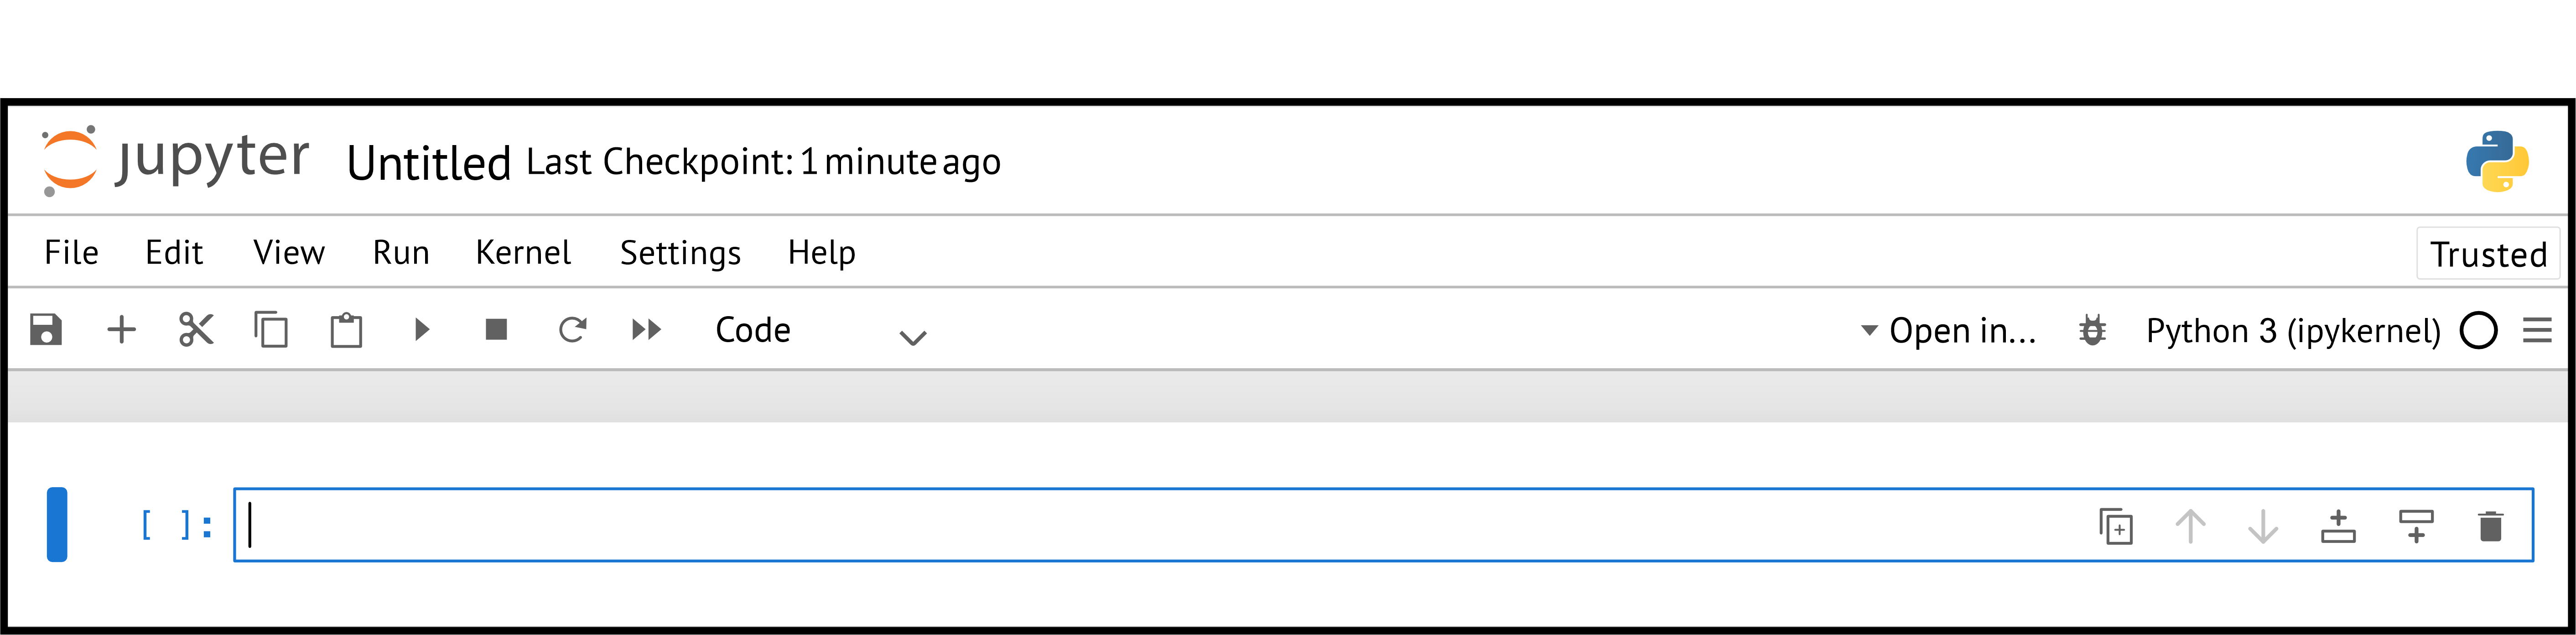 jupyter Untitled Last Checkpoint: 1 minute ago
File Edit View Run Kernel Settings Help Trusted
Code Open in... Python 3 (ipykernel)
[ ]: